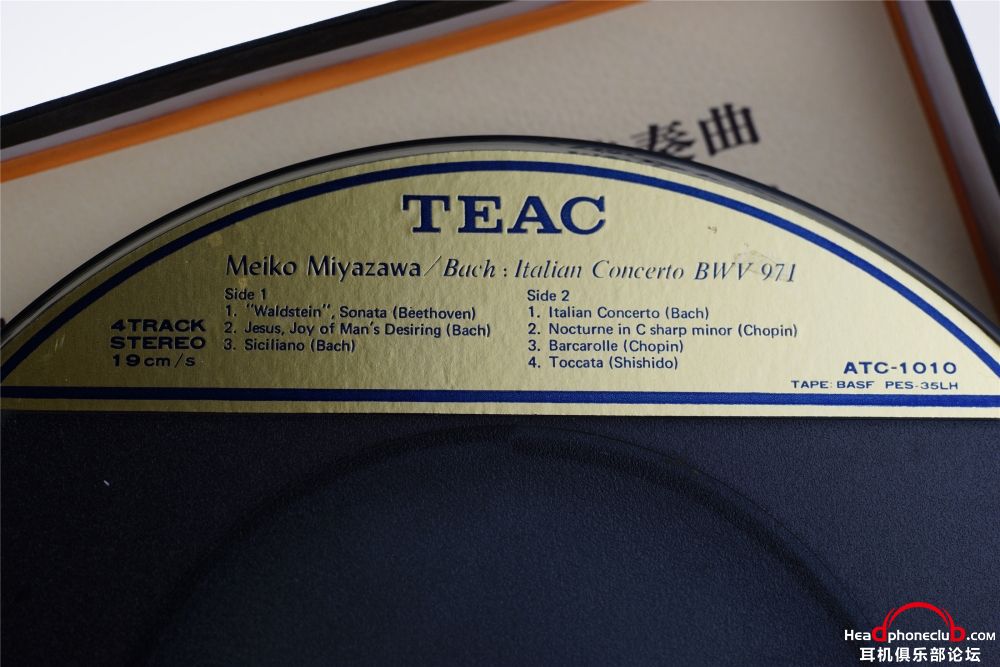 奏曲
TEAC
Meiko Miyazawa / Bach : Italian Concerto BWV 971
Side 1
1. "Waldstein", Sonata (Beethoven)
2. Jesus, Joy of Man's Desiring (Bach)
3. Siciliano (Bach)
Side 2
1. Italian Concerto (Bach)
2. Nocturne in C sharp minor (Chopin)
3. Barcarolle (Chopin)
4. Toccata (Shishido)
4TRACK
STEREO
19cm/s
ATC-1010
TAPE: BASF PES-35LH
Headphoneclub.com
耳机俱乐部论坛